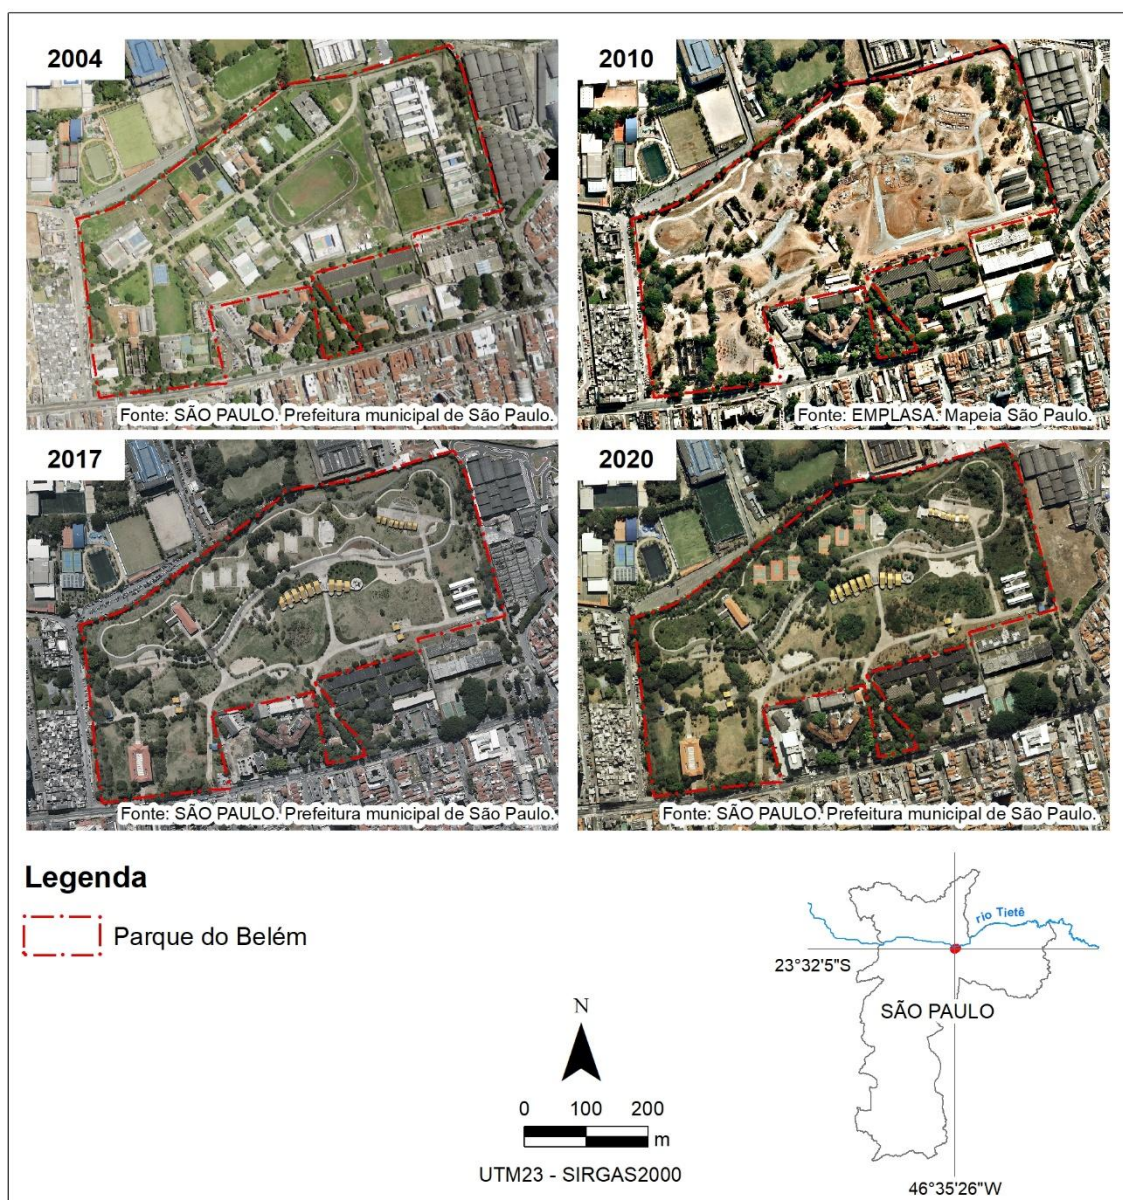 2004
2010
Fonte: SÃO PAULO. Prefeitura municipal de São Paulo.
Fonte: EMPLASA. Mapeia São Paulo.
2017
2020
Fonte: SÃO PAULO. Prefeitura municipal de São Paulo.
Fonte: SÃO PAULO. Prefeitura municipal de São Paulo.
Legenda
Parque do Belém
rio Tietê
23°32'5"S
SÃO PAULO
N
0 100 200
m
UTM23 - SIRGAS2000
46°35'26"W